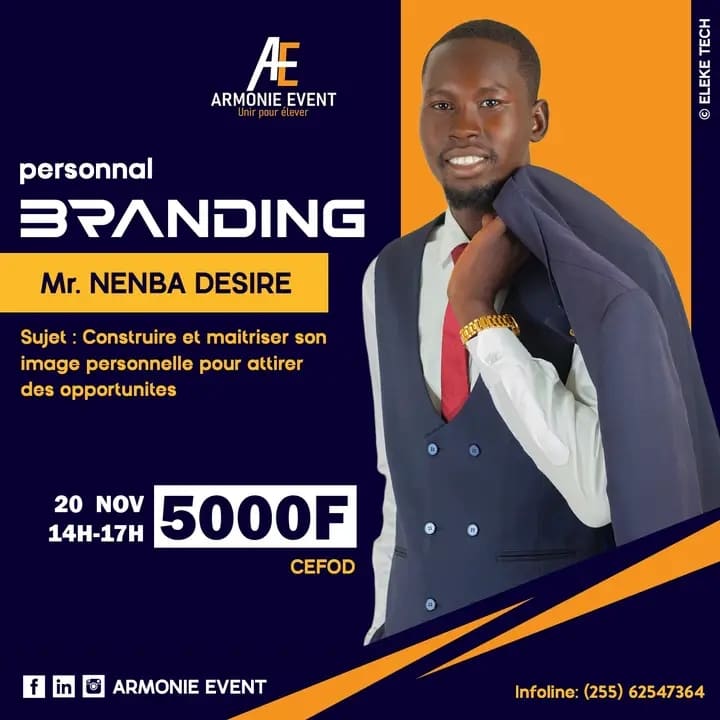 © ELEKE TECH
AE
ARMONIE EVENT
Unir pour élever
personnal
BRANDING
Mr. NENBA DESIRE
Sujet : Construire et maitriser son
image personnelle pour attirer
des opportunites
20 NOV
14H-17H
5000F
CEFOD
ARMONIE EVENT
Infoline: (255) 62547364